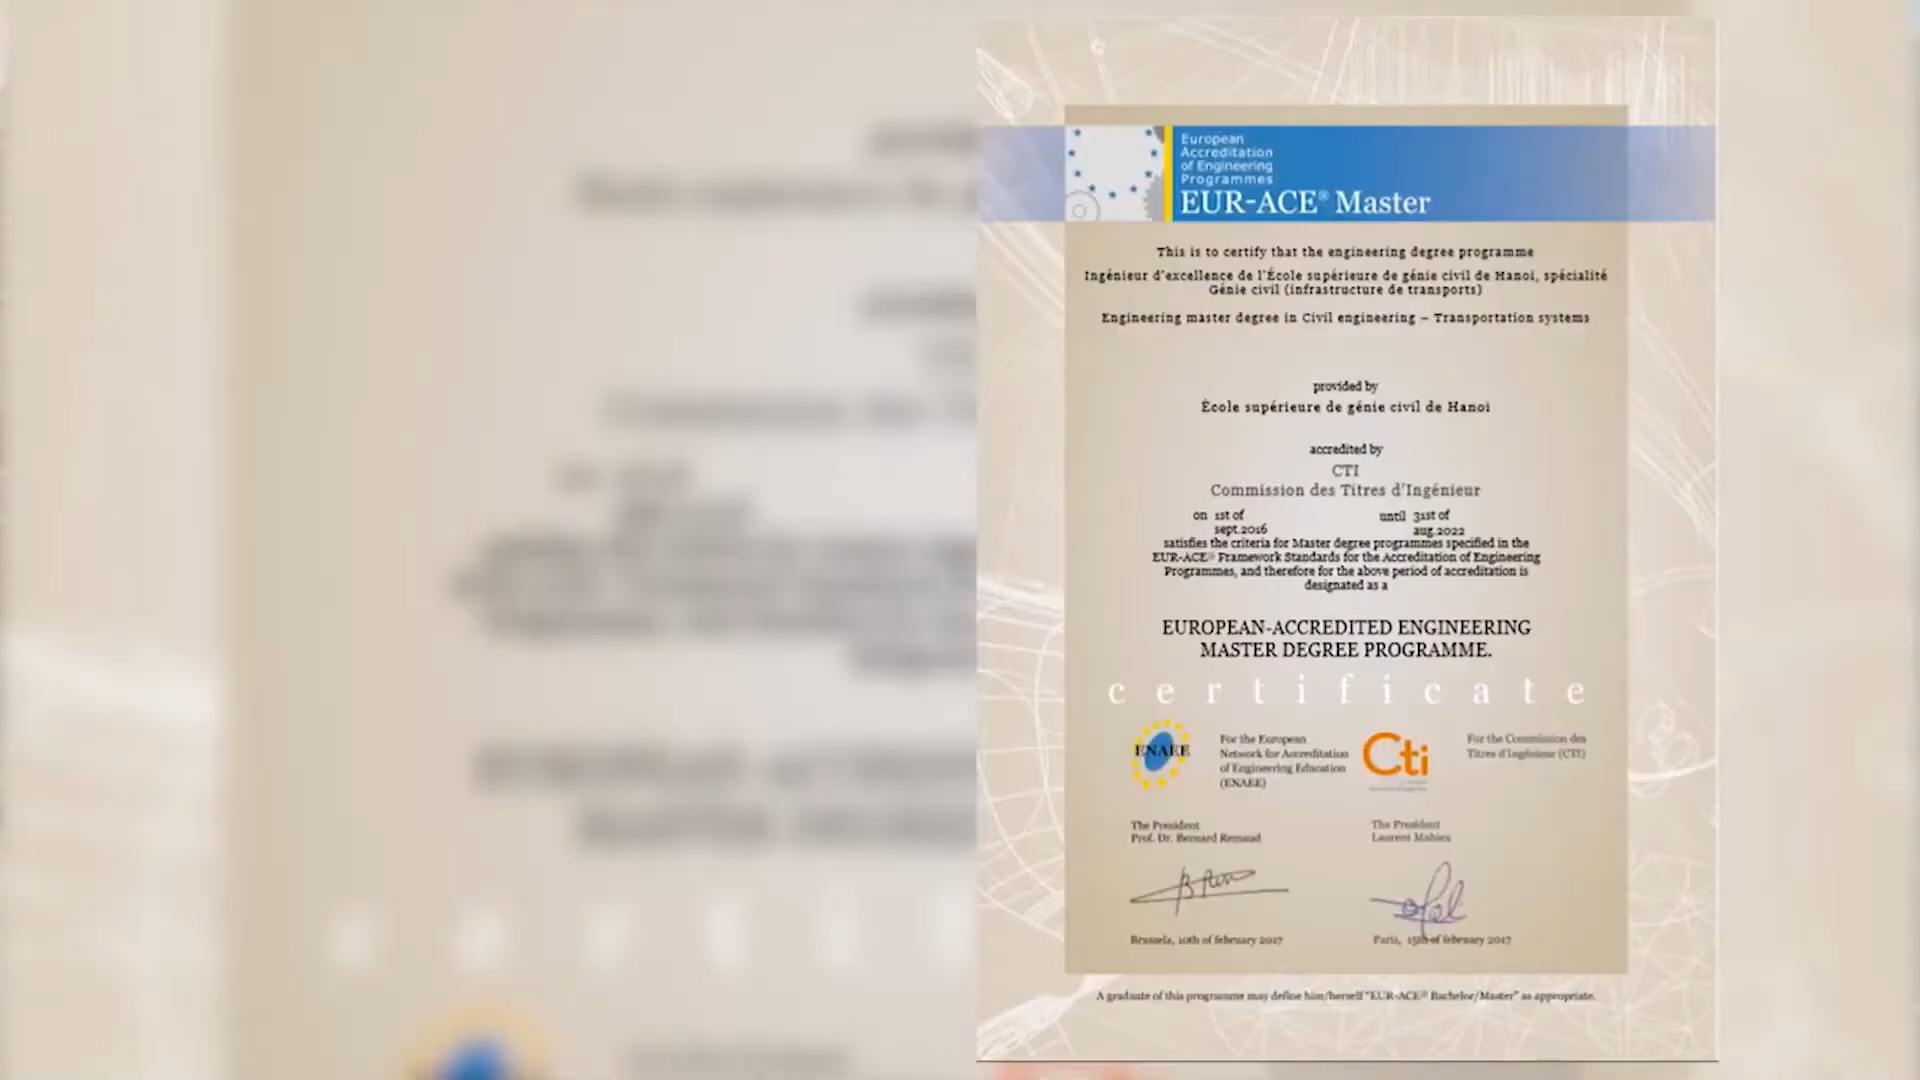 European
Accreditation
of Engineering
Programmes
EUR-ACE® Master
This is to certify that the engineering degree programme
Ingénieur d'excellence de l'École supérieure de génie civil de Hanoi, spécialité
Génie civil (infrastructure de transports)
Engineering master degree in Civil engineering – Transportation systems
provided by
École supérieure de génie civil de Hanoi
accredited by
CTI
Commission des Titres d'Ingénieur
on 1st of until 31st of
sept.2016 aug.2022
satisfies the criteria for Master degree programmes specified in the
EUR-ACE® Framework Standards for the Accreditation of Engineering
Programmes, and therefore for the above period of accreditation is
designated as a
EUROPEAN-ACCREDITED ENGINEERING
MASTER DEGREE PROGRAMME.
certificate
ENAEE
For the European
Network for Accreditation
of Engineering Education
(ENAEE)
Cti
For the Commission des
Titres d'Ingénieur (CTI)
The President
Prof. Dr. Bernard Remaud
The President
Laurent Mahieu
Brussels, 10th of february 2017
Paris, 15th of february 2017
A graduate of this programme may define him/herself "EUR-ACE® Bachelor/Master" as appropriate.